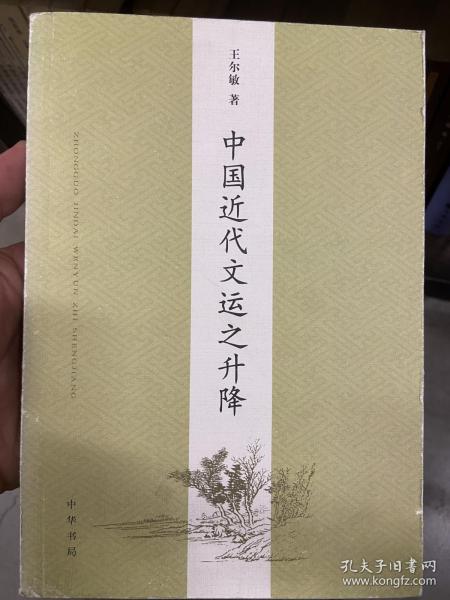 王尔敏 著
中国近代文运之升降
ZHONGGUO JINDAI WENYUN ZHI SHENGJIANG
中华书局
孔夫子旧书网
www.kongfz.com